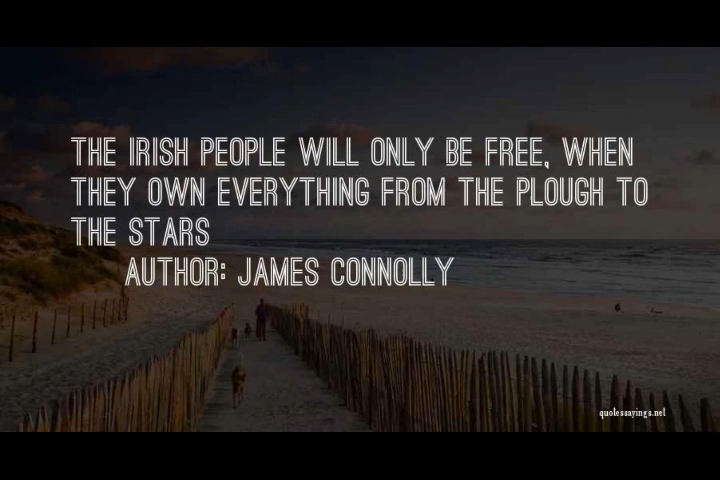 THE IRISH PEOPLE WILL ONLY BE FREE, WHEN
THEY OWN EVERYTHING FROM THE PLOUGH TO
THE STARS
AUTHOR: JAMES CONNOLLY
quotessayings.net